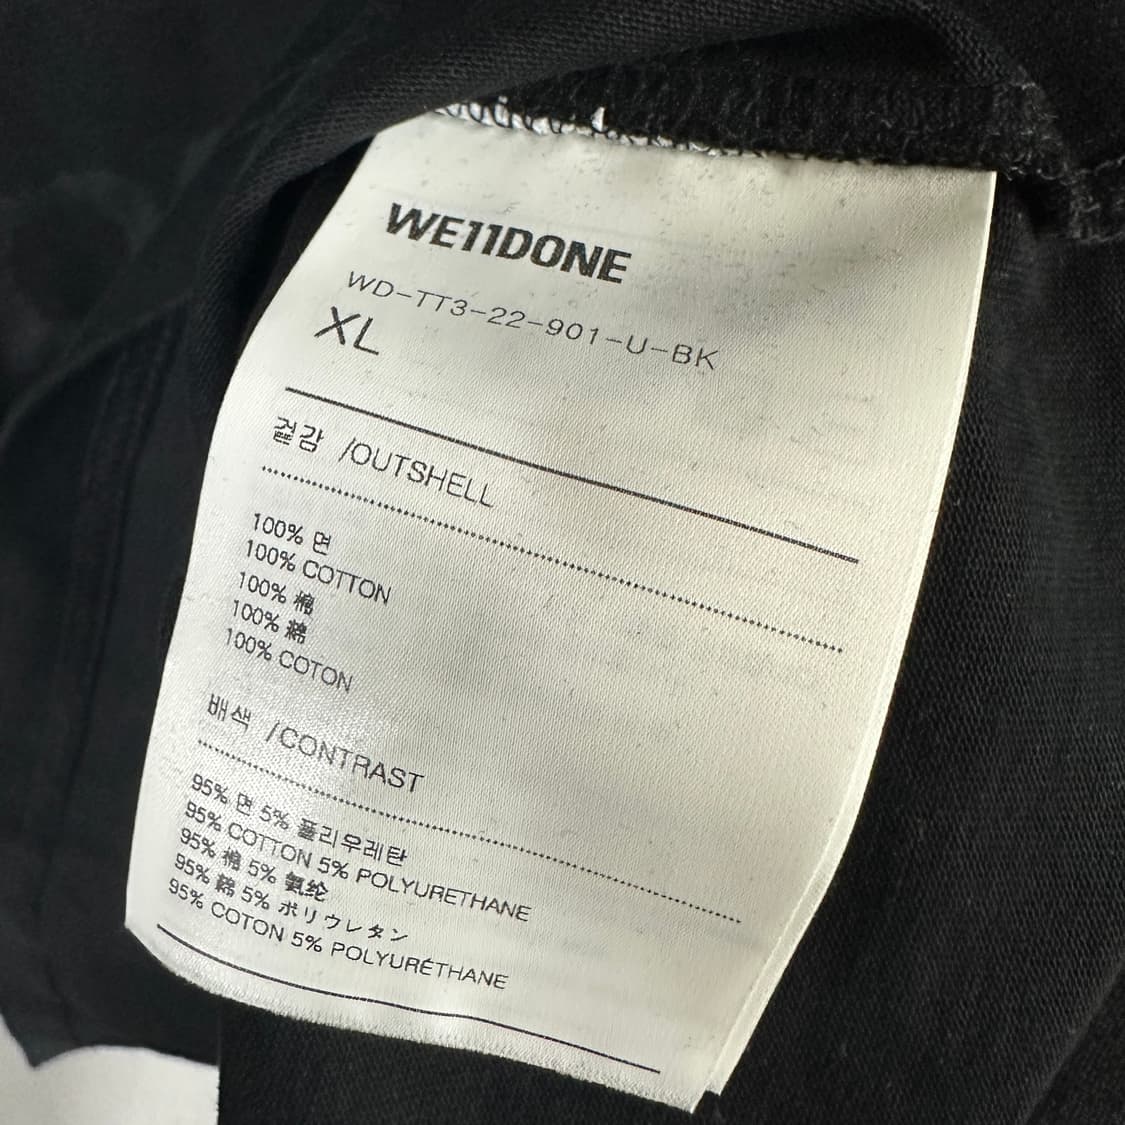 WE11DONE
WD-TT3-22-901-U-BK
XL
겉감 /OUTSHELL
100% 면
100% COTTON
100% 棉
100% 綿
100% COTON
배색 /CONTRAST
95% 면 5% 폴리우레탄
95% COTTON 5% POLYURETHANE
95% 棉 5% 氨纶
95% 綿 5% ポリウレタン
95% COTON 5% POLYURÉTHANE